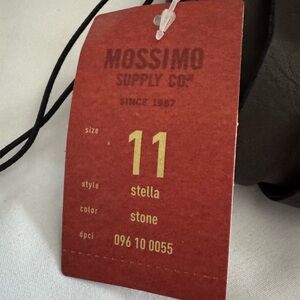 MOSSIMO
SUPPLY CO.
SINCE 1987
size 11
style stella
color stone
dpci 096 10 0055